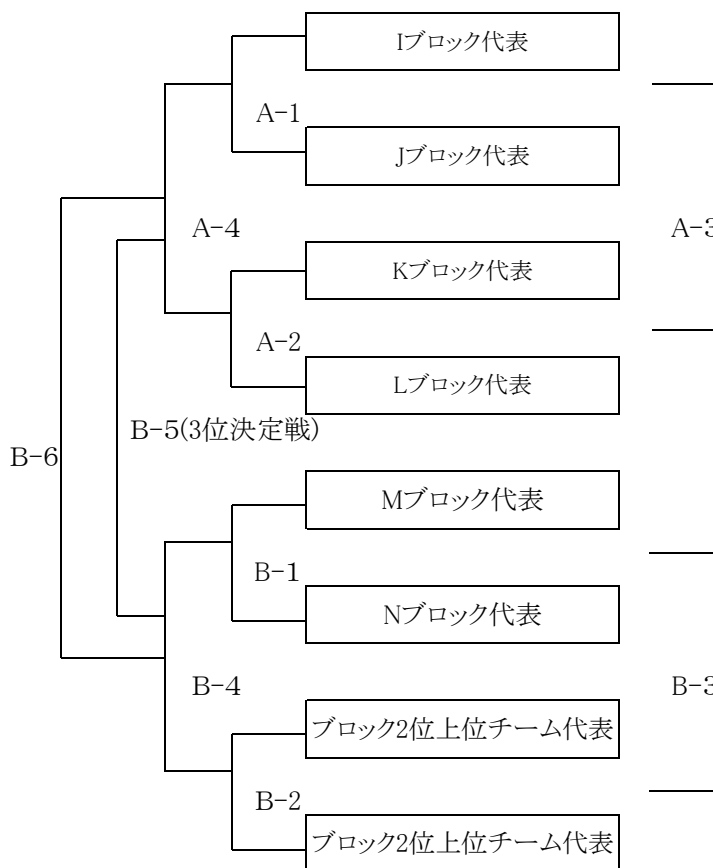 Iブロック代表
A-1
Jブロック代表
A-4
A-3
Kブロック代表
A-2
Lブロック代表
B-5(3位決定戦)
B-6
Mブロック代表
B-1
Nブロック代表
B-4
B-3
ブロック2位上位チーム代表
B-2
ブロック2位上位チーム代表